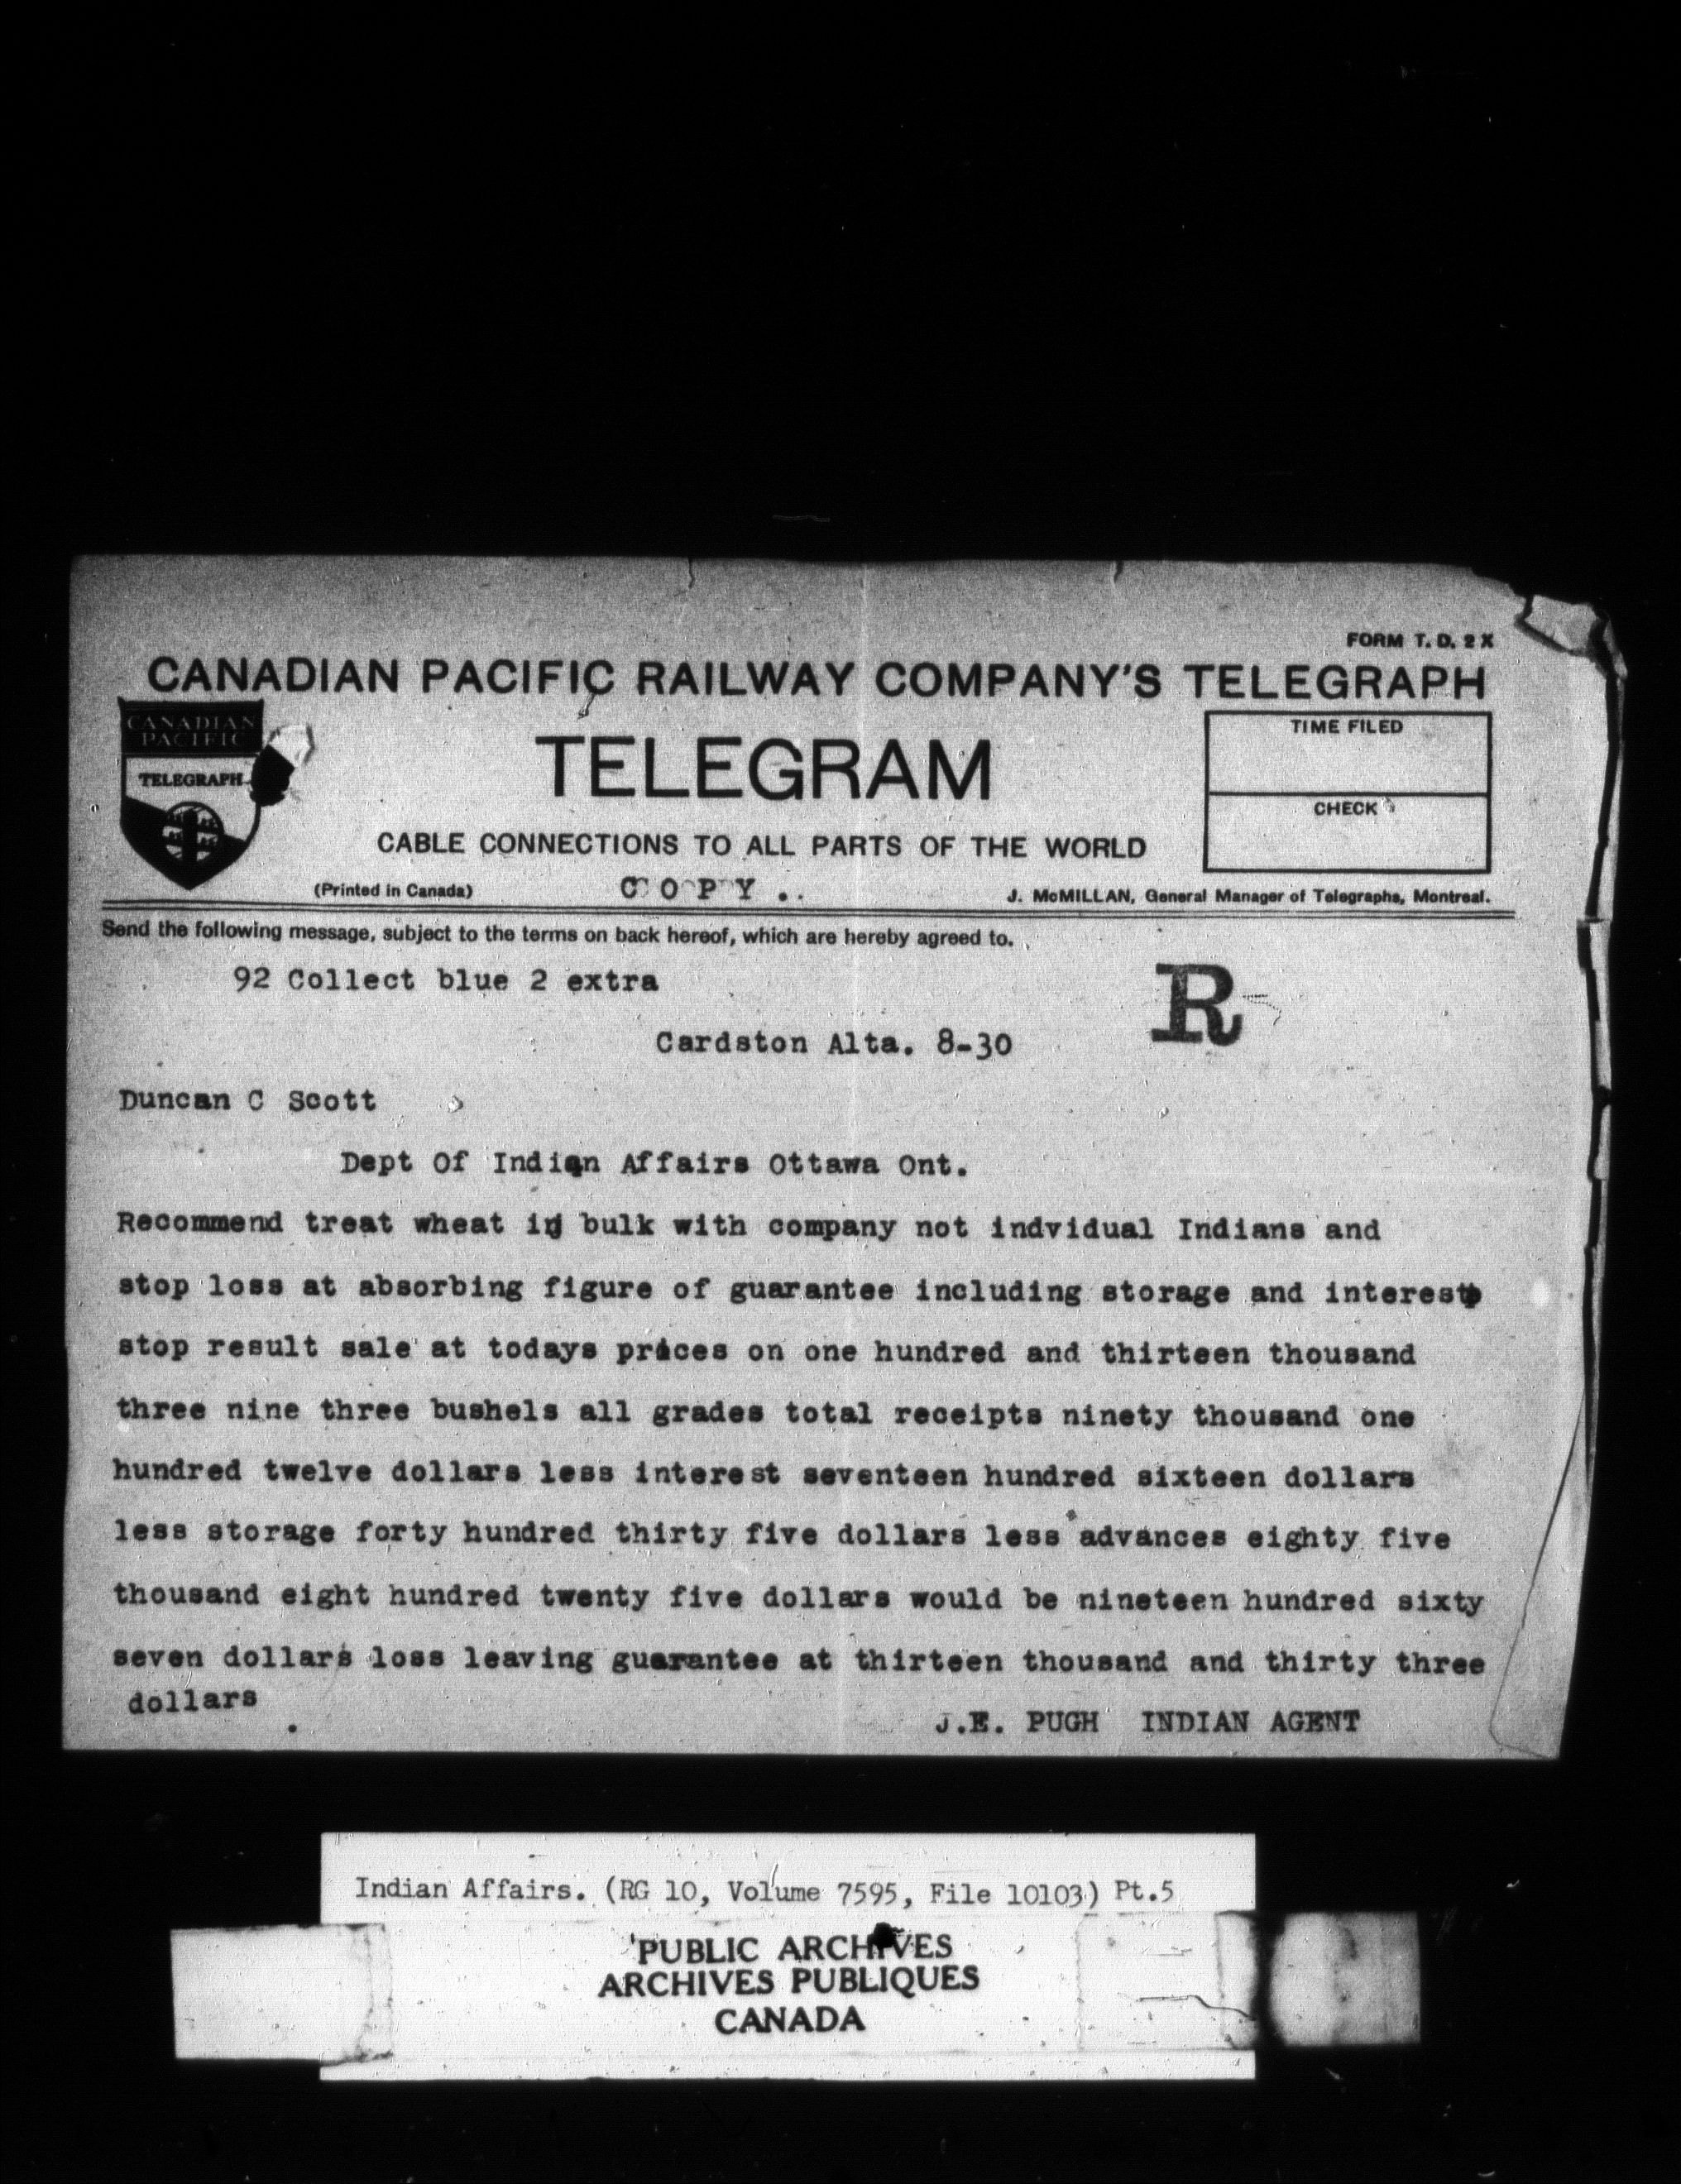 FORM T. D. 2 X
CANADIAN PACIFIC RAILWAY COMPANY'S TELEGRAPH
CANADIAN
PACIFIC
TELEGRAPH
TELEGRAM
TIME FILED
CHECK
CABLE CONNECTIONS TO ALL PARTS OF THE WORLD
(Printed in Canada)
C O P Y .
J. McMILLAN, General Manager of Telegraphs, Montreal.
Send the following message, subject to the terms on back hereof, which are hereby agreed to.
92 Collect blue 2 extra
R
Cardston Alta. 8-30
Duncan C Scott
Dept Of Indian Affairs Ottawa Ont.
Recommend treat wheat in bulk with company not indvidual Indians and
stop loss at absorbing figure of guarantee including storage and interest
stop result sale at todays prices on one hundred and thirteen thousand
three nine three bushels all grades total receipts ninety thousand one
hundred twelve dollars less interest seventeen hundred sixteen dollars
less storage forty hundred thirty five dollars less advances eighty five
thousand eight hundred twenty five dollars would be nineteen hundred sixty
seven dollars loss leaving guarantee at thirteen thousand and thirty three
dollars
J.E. PUGH INDIAN AGENT
Indian Affairs. (RG 10, Volume 7595, File 10103) Pt.5
PUBLIC ARCHIVES
ARCHIVES PUBLIQUES
CANADA